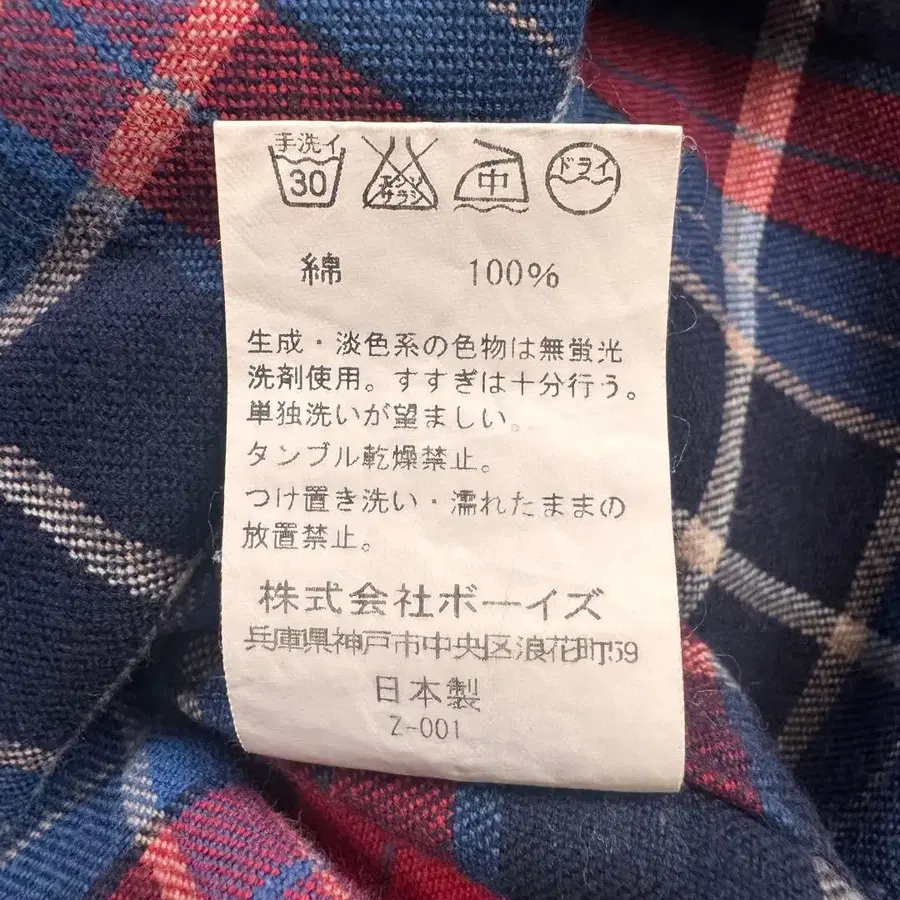 手洗イ
30
エンソ
サラシ
中
ドライ
綿 100%
生成・淡色系の色物は無蛍光
洗剤使用。すすぎは十分行う。
単独洗いが望ましい。
タンブル乾燥禁止。
つけ置き洗い・濡れたままの
放置禁止。
株式会社ボーイズ
兵庫県神戸市中央区浪花町59
日本製
Z-001